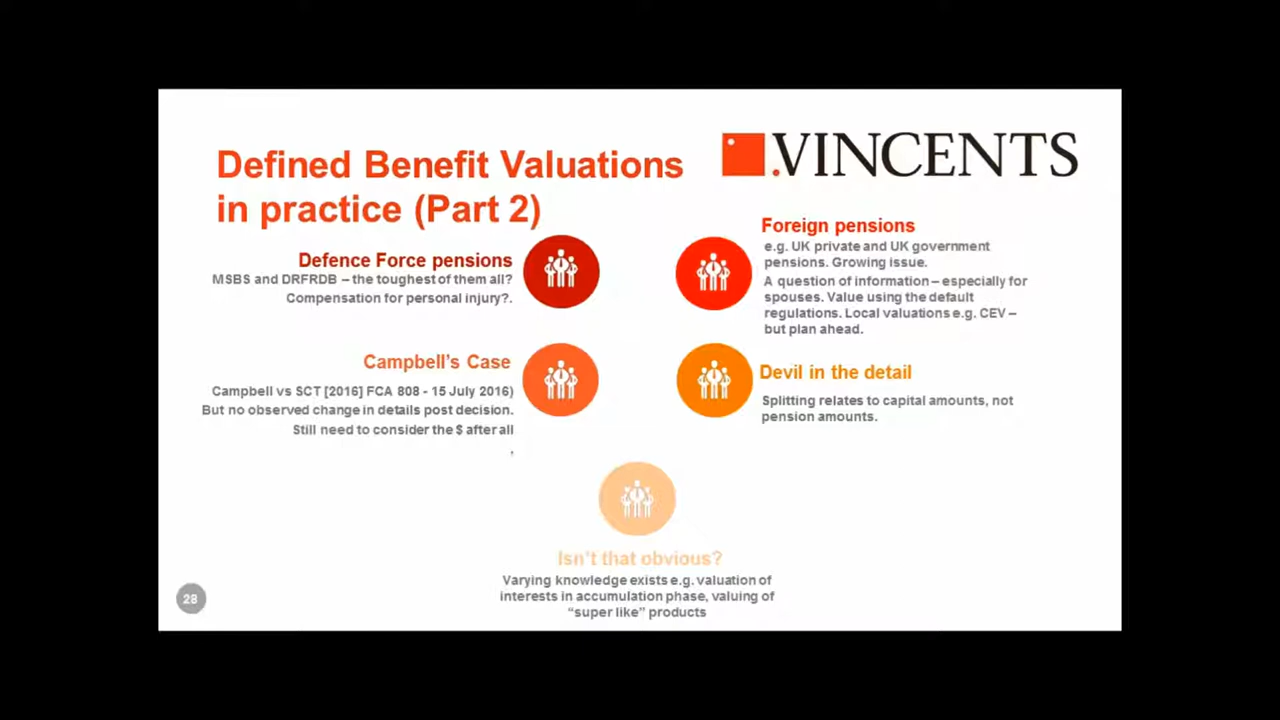 Defined Benefit Valuations
in practice (Part 2)
.VINCENTS
Defence Force pensions
MSBS and DRFRDB – the toughest of them all?
Compensation for personal injury?.
Foreign pensions
e.g. UK private and UK government
pensions. Growing issue.
A question of information – especially for
spouses. Value using the default
regulations. Local valuations e.g. CEV –
but plan ahead.
Campbell's Case
Campbell vs SCT [2016] FCA 808 - 15 July 2016)
But no observed change in details post decision.
Still need to consider the $ after all
,
Devil in the detail
Splitting relates to capital amounts, not
pension amounts.
Isn't that obvious?
Varying knowledge exists e.g. valuation of
interests in accumulation phase, valuing of
“super like” products
28